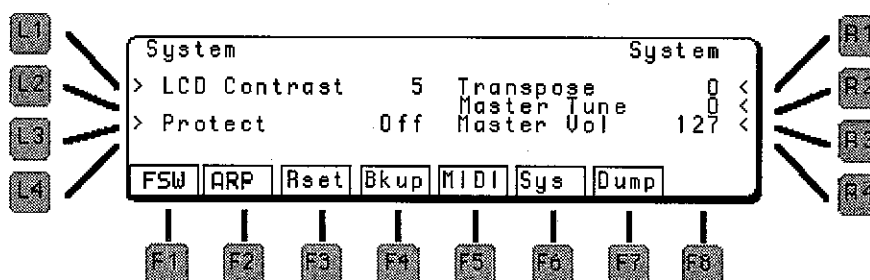 System System
L1 R1
> LCD Contrast 5 Transpose 0 <
L2 R2
Master Tune 0 <
> Protect Off Master Vol 127 <
L3 R3
L4 R4
FSW ARP Rset Bkup MIDI Sys Dump
F1 F2 F3 F4 F5 F6 F7 F8